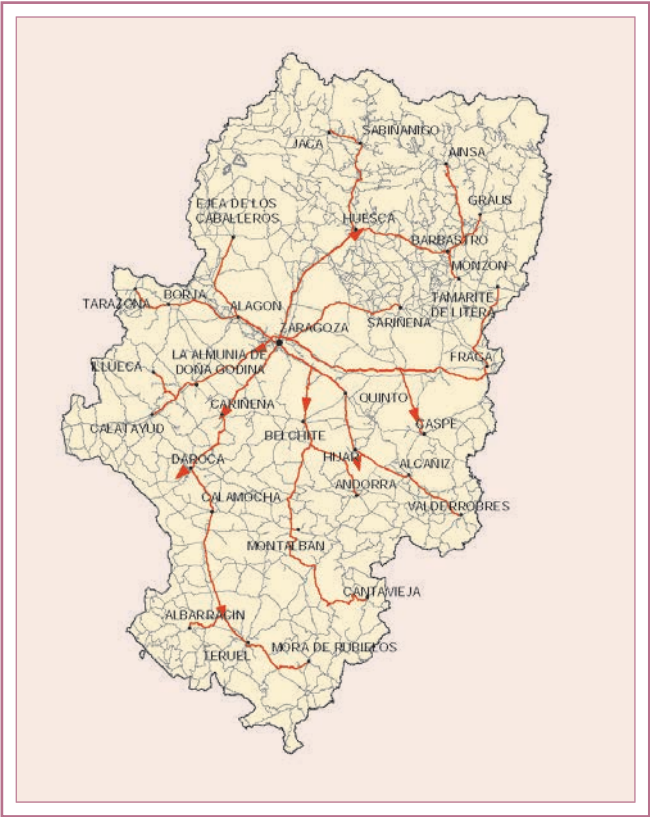 SABIÑANIGO
JACA
AINSA
GRAUS
EJEA DE LOS
CABALLEROS
HUESCA
BARBASTRO
MONZON
TAMARITE
DE LITERA
TARAZONA
BORJA
ALAGON
SARIÑENA
ZARAGOZA
LA ALMUNIA DE
DOÑA GODINA
FRAGA
ILLUECA
QUINTO
CARIÑENA
CASPE
CALATAYUD
BELCHITE
HIJAR
DAROCA
ALCAÑIZ
ANDORRA
CALAMOCHA
VALDERROBRES
MONTALBAN
CANTAVIEJA
ALBARRACIN
TERUEL
MORA DE RUBIELOS